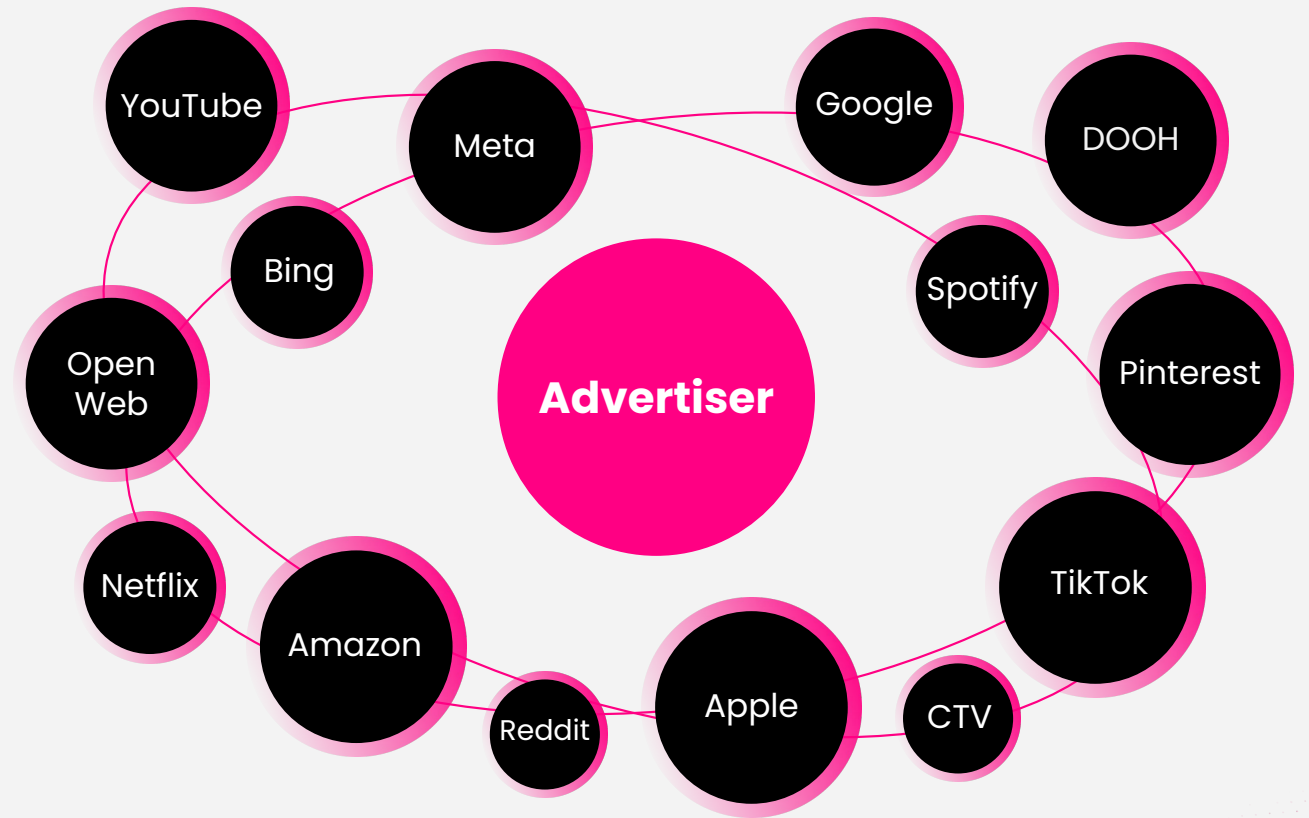 YouTube
Meta
Google
DOOH
Bing
Spotify
Open
Web
Advertiser
Pinterest
Netflix
TikTok
Amazon
Reddit
Apple
CTV